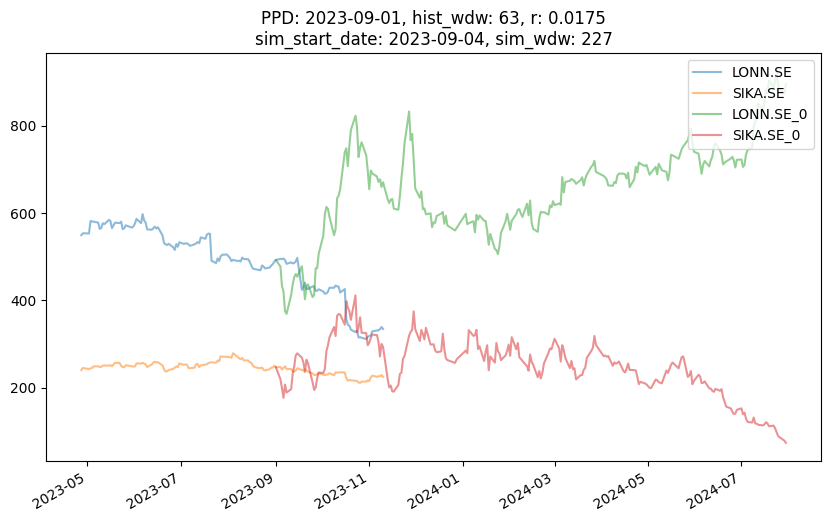 PPD: 2023-09-01, hist_wdw: 63, r: 0.0175
sim_start_date: 2023-09-04, sim_wdw: 227
LONN.SE
SIKA.SE
LONN.SE_0
SIKA.SE_0
800
600
400
200
2023-05
2023-07
2023-09
2023-11
2024-01
2024-03
2024-05
2024-07